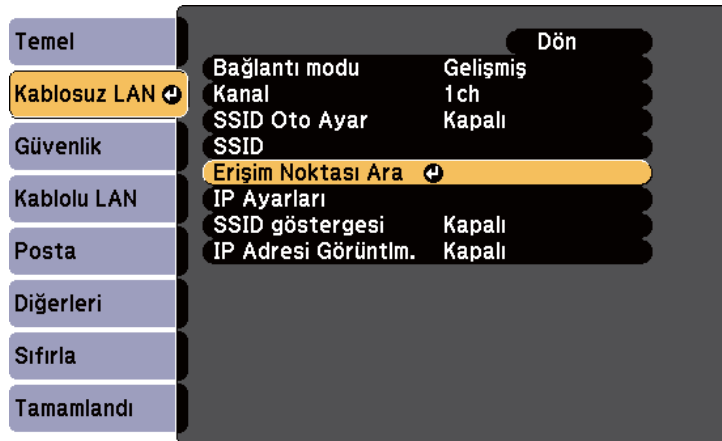 Temel
Kablosuz LAN
Güvenlik
Kablolu LAN
Posta
Diğerleri
Sıfırla
Tamamlandı
Dön
Bağlantı modu Gelişmiş
Kanal 1ch
SSID Oto Ayar Kapalı
SSID
Erişim Noktası Ara
IP Ayarları
SSID göstergesi Kapalı
IP Adresi Görüntlm. Kapalı